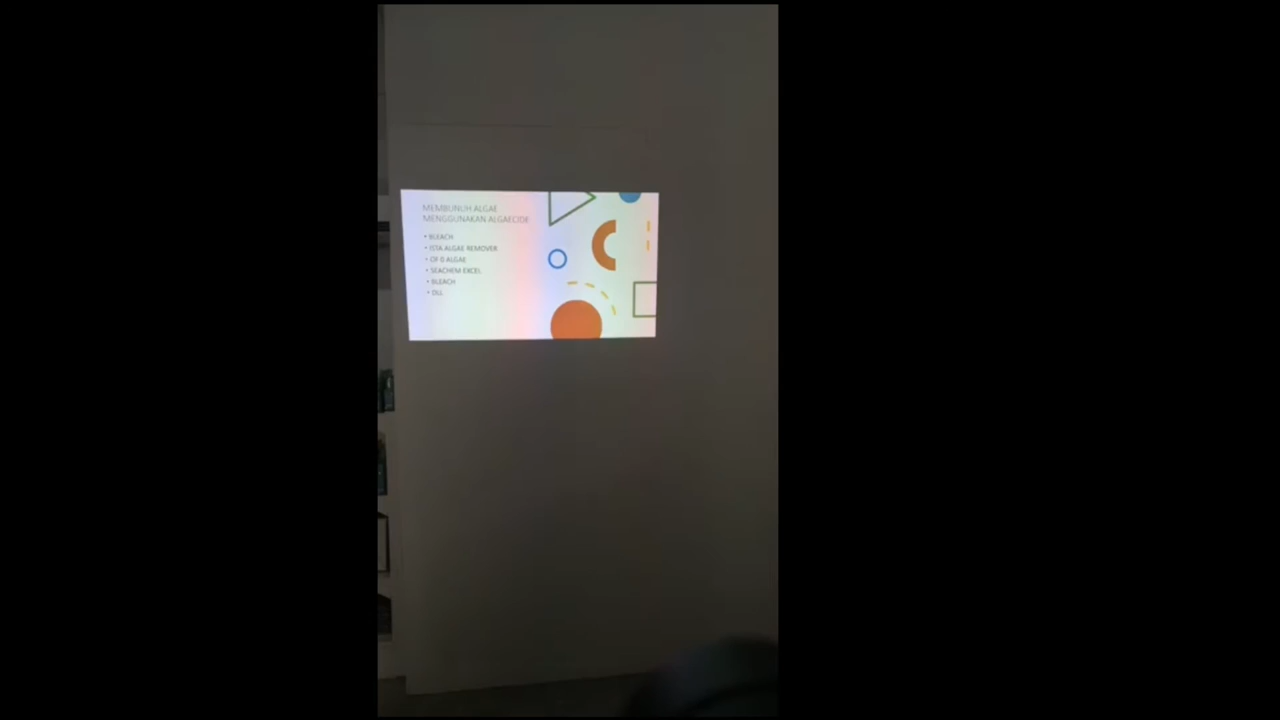 MEMBUNUH ALGAE
MENGGUNAKAN ALGAECIDE
• BLEACH
• ISTA ALGAE REMOVER
• OF 0 ALGAE
• SEACHEM EXCEL
• BLEACH
• DLL